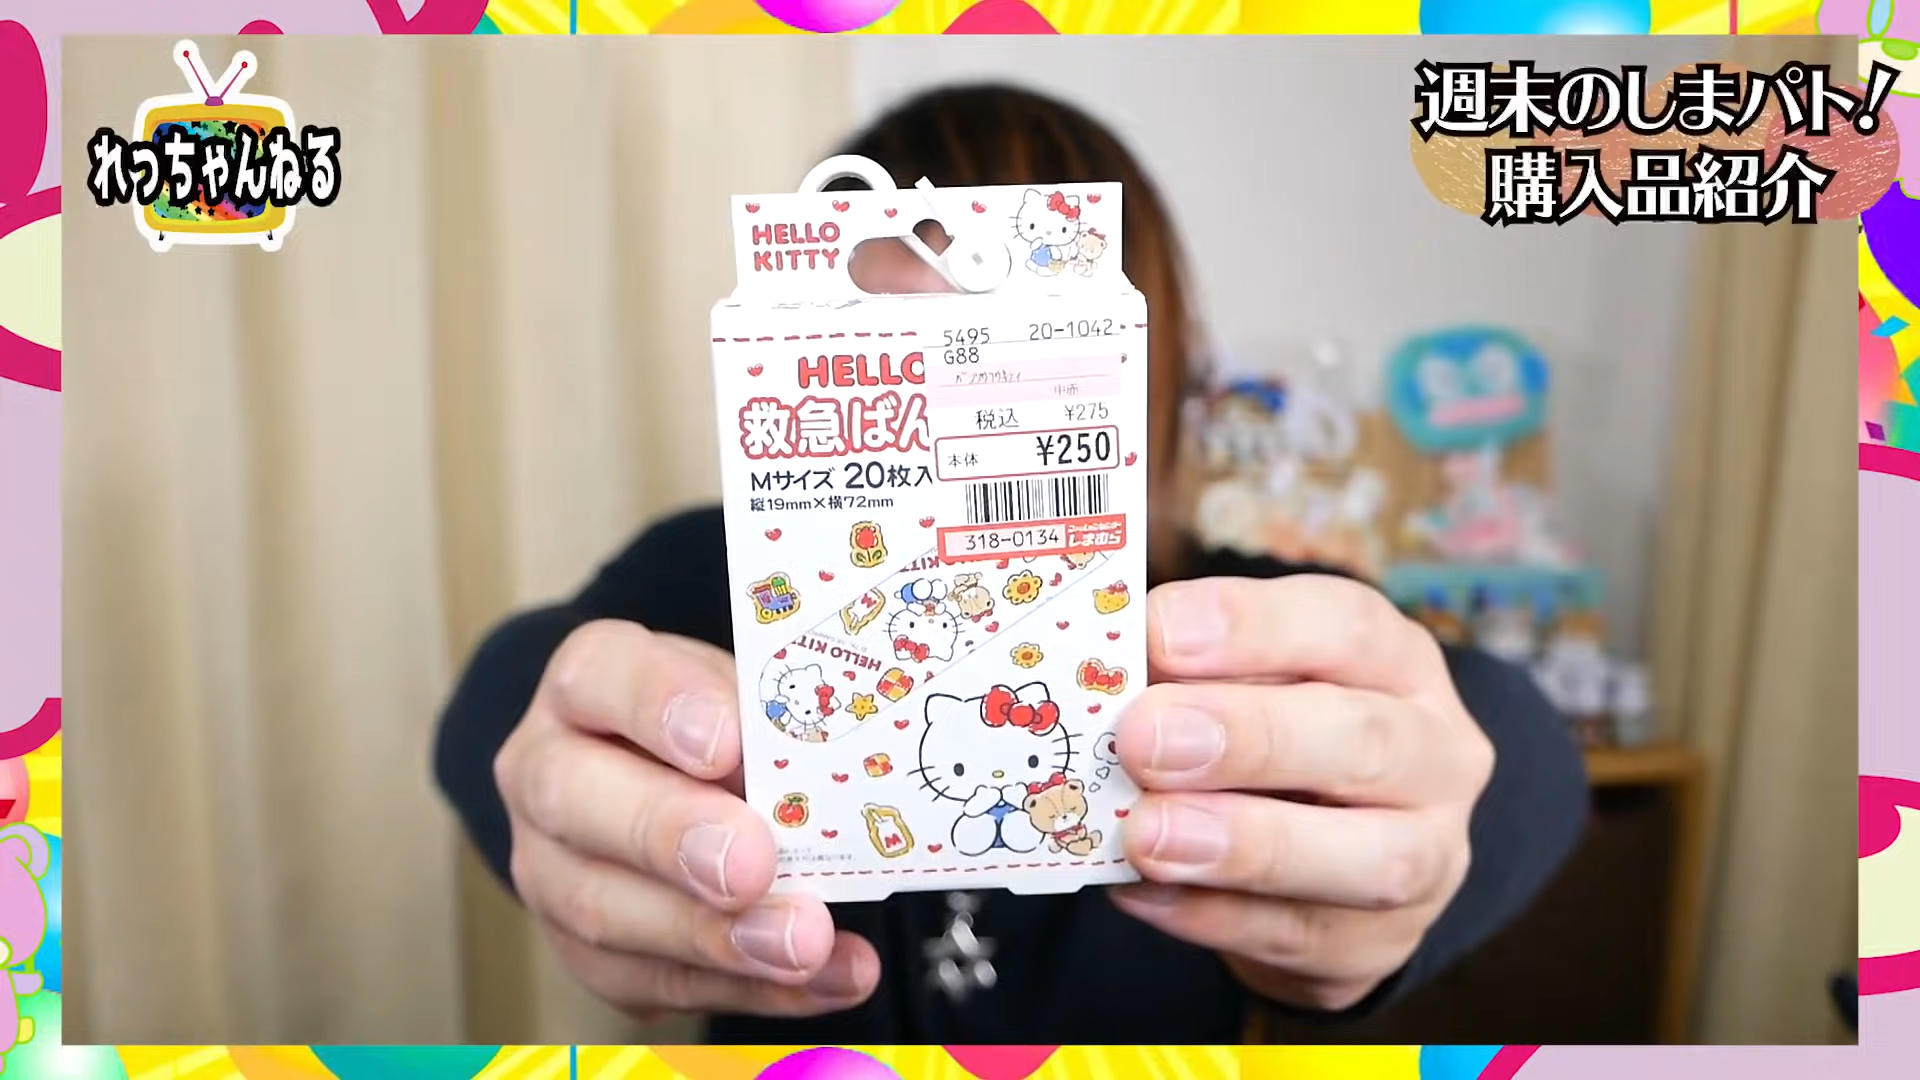 れっちゃんねる
週末のしまパト！
購入品紹介
HELLO
KITTY
5495 20-1042
G88
税込 ¥275
本体 ¥250
318-0134
しまむら
HELLO
救急ばん
Mサイズ 20枚入
縦19mm×横72mm
HELLO KIT
M
M